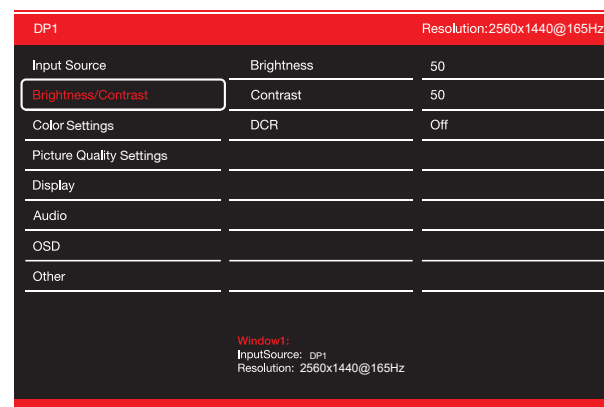 DP1 Resolution:2560x1440@165Hz
Input Source Brightness 50
Brightness/Contrast Contrast 50
Color Settings DCR Off
Picture Quality Settings
Display
Audio
OSD
Other
Window1:
InputSource: DP1
Resolution: 2560x1440@165Hz